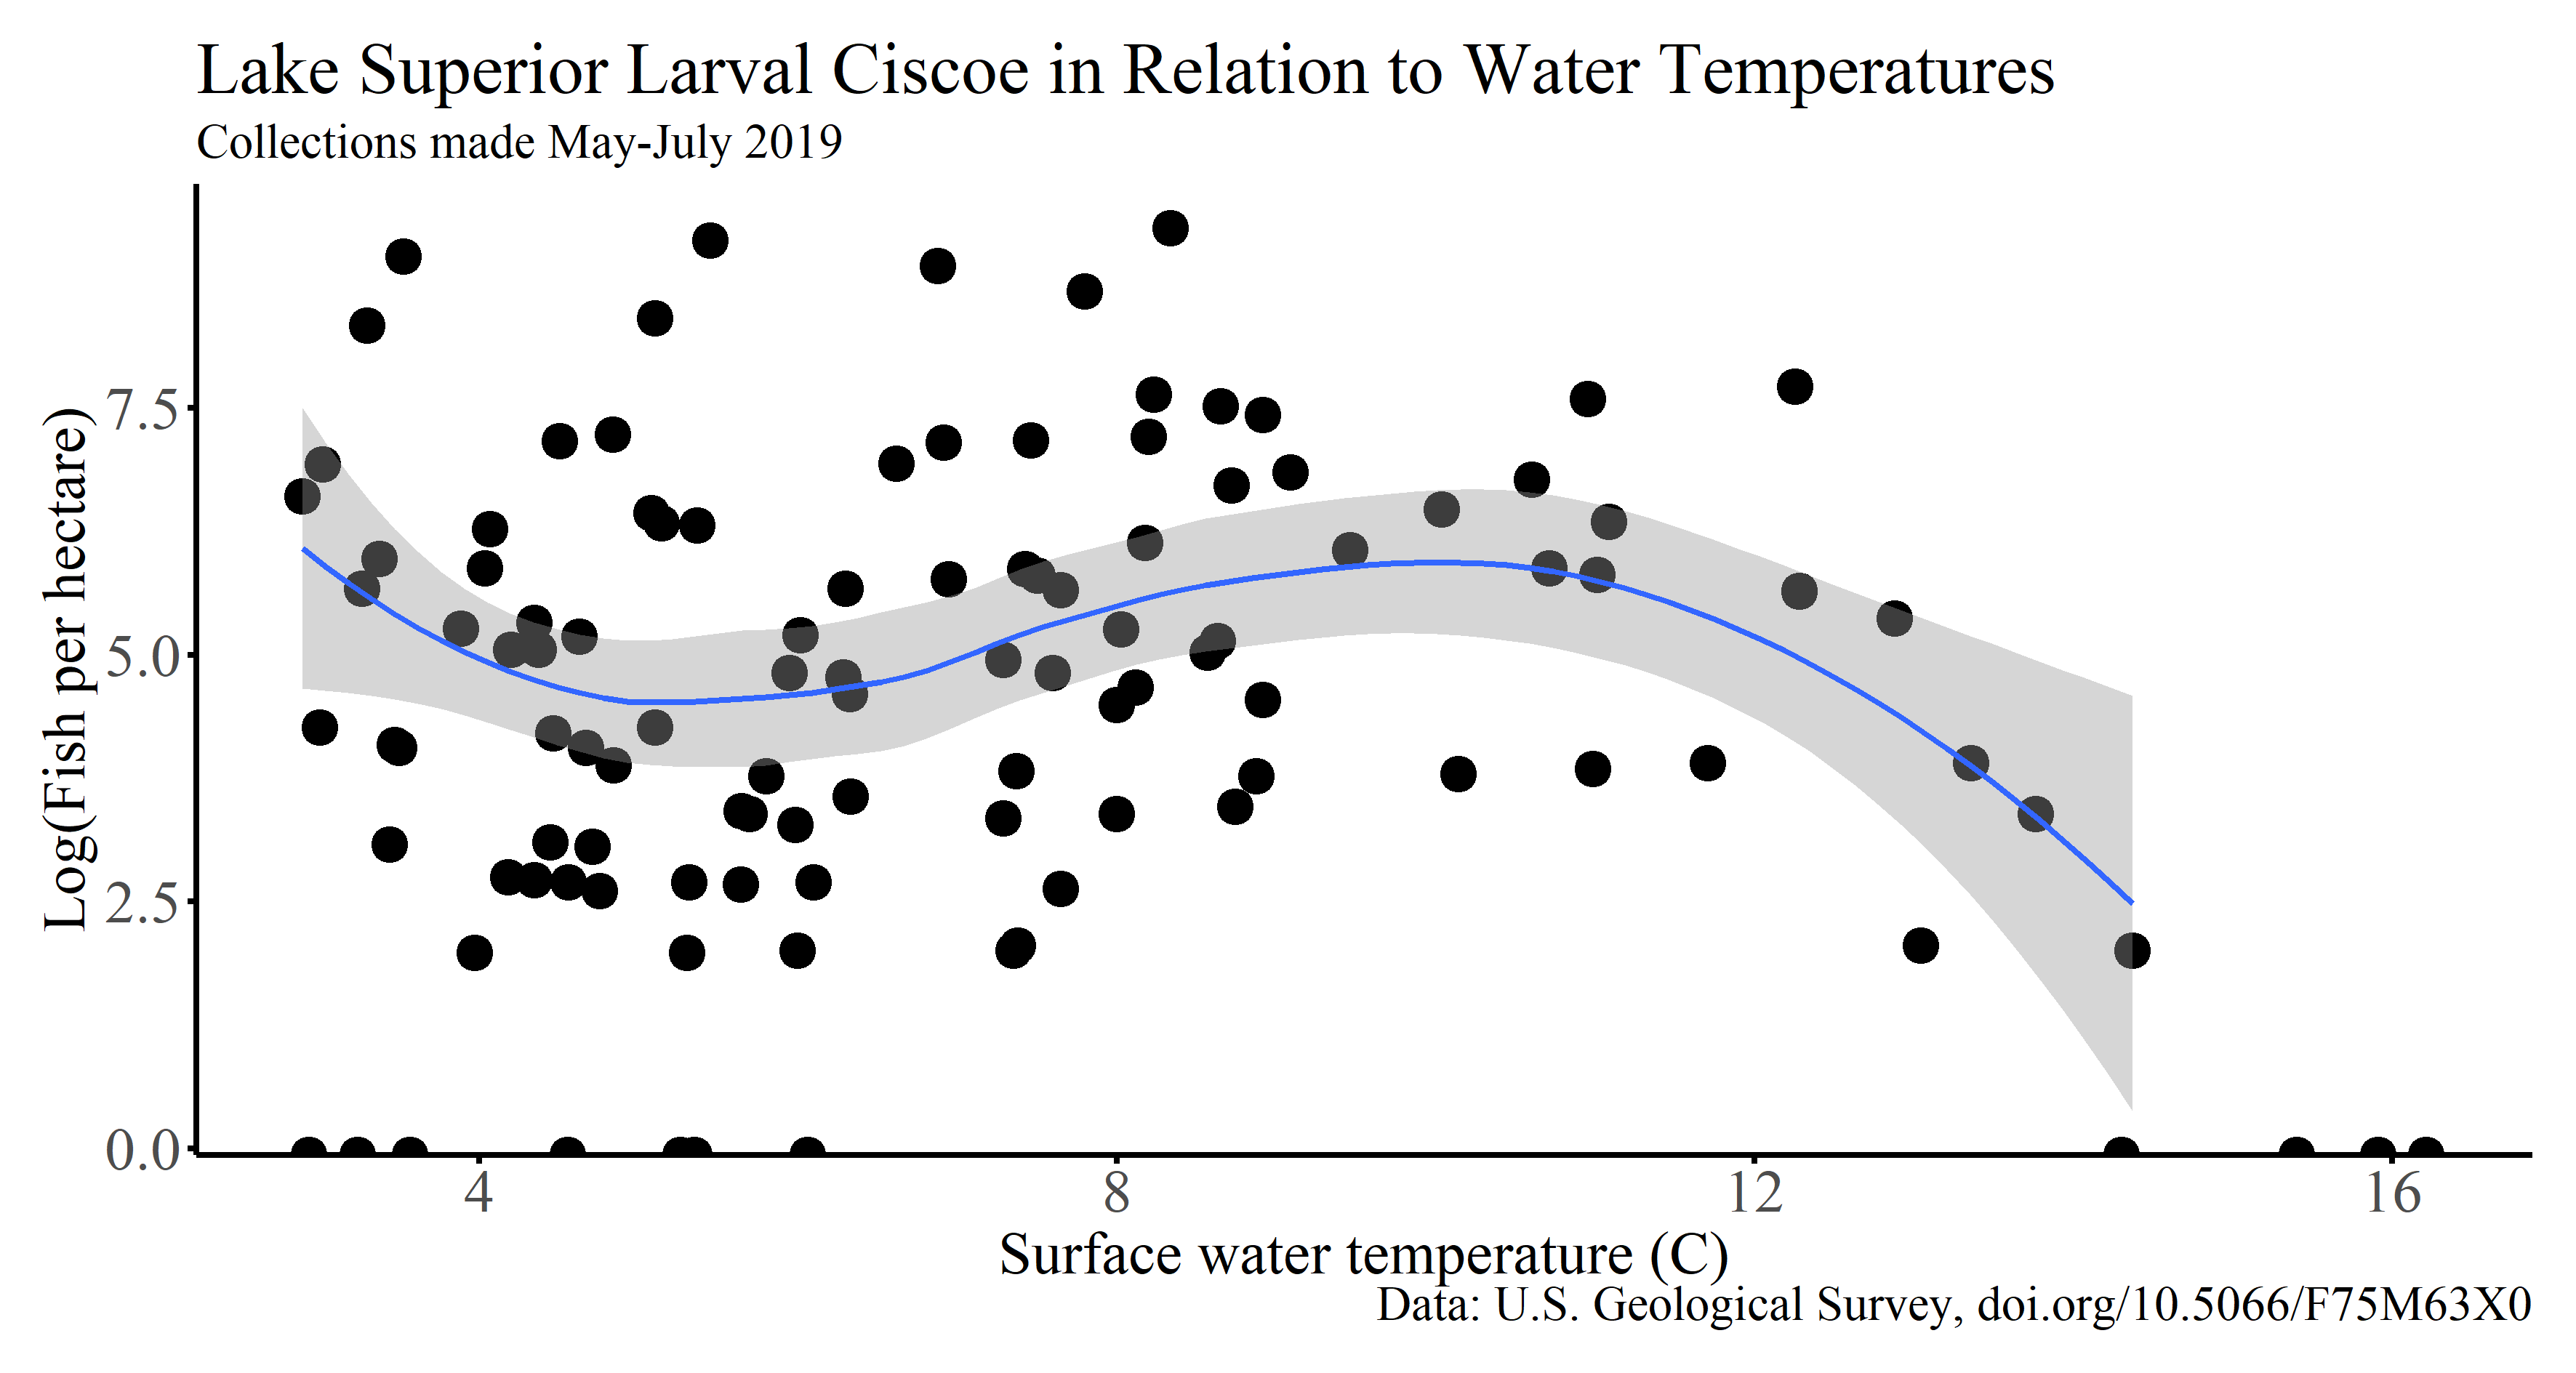 Lake Superior Larval Ciscoe in Relation to Water Temperatures
Collections made May-July 2019
Log(Fish per hectare)
7.5
5.0
2.5
0.0
4 8 12 16
Surface water temperature (C)
Data: U.S. Geological Survey, doi.org/10.5066/F75M63X0